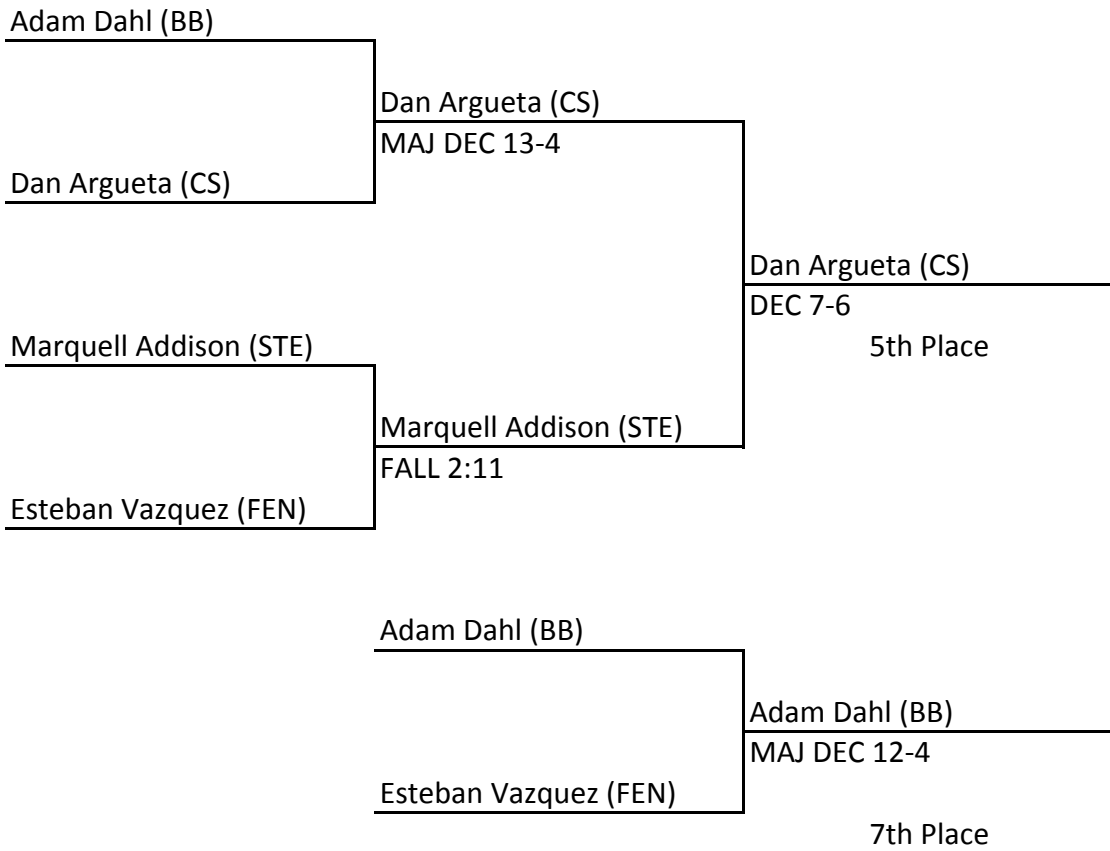 Adam Dahl (BB)
Dan Argueta (CS)
MAJ DEC 13-4
Dan Argueta (CS)
Dan Argueta (CS)
DEC 7-6
Marquell Addison (STE)
5th Place
Marquell Addison (STE)
FALL 2:11
Esteban Vazquez (FEN)
Adam Dahl (BB)
Adam Dahl (BB)
MAJ DEC 12-4
Esteban Vazquez (FEN)
7th Place